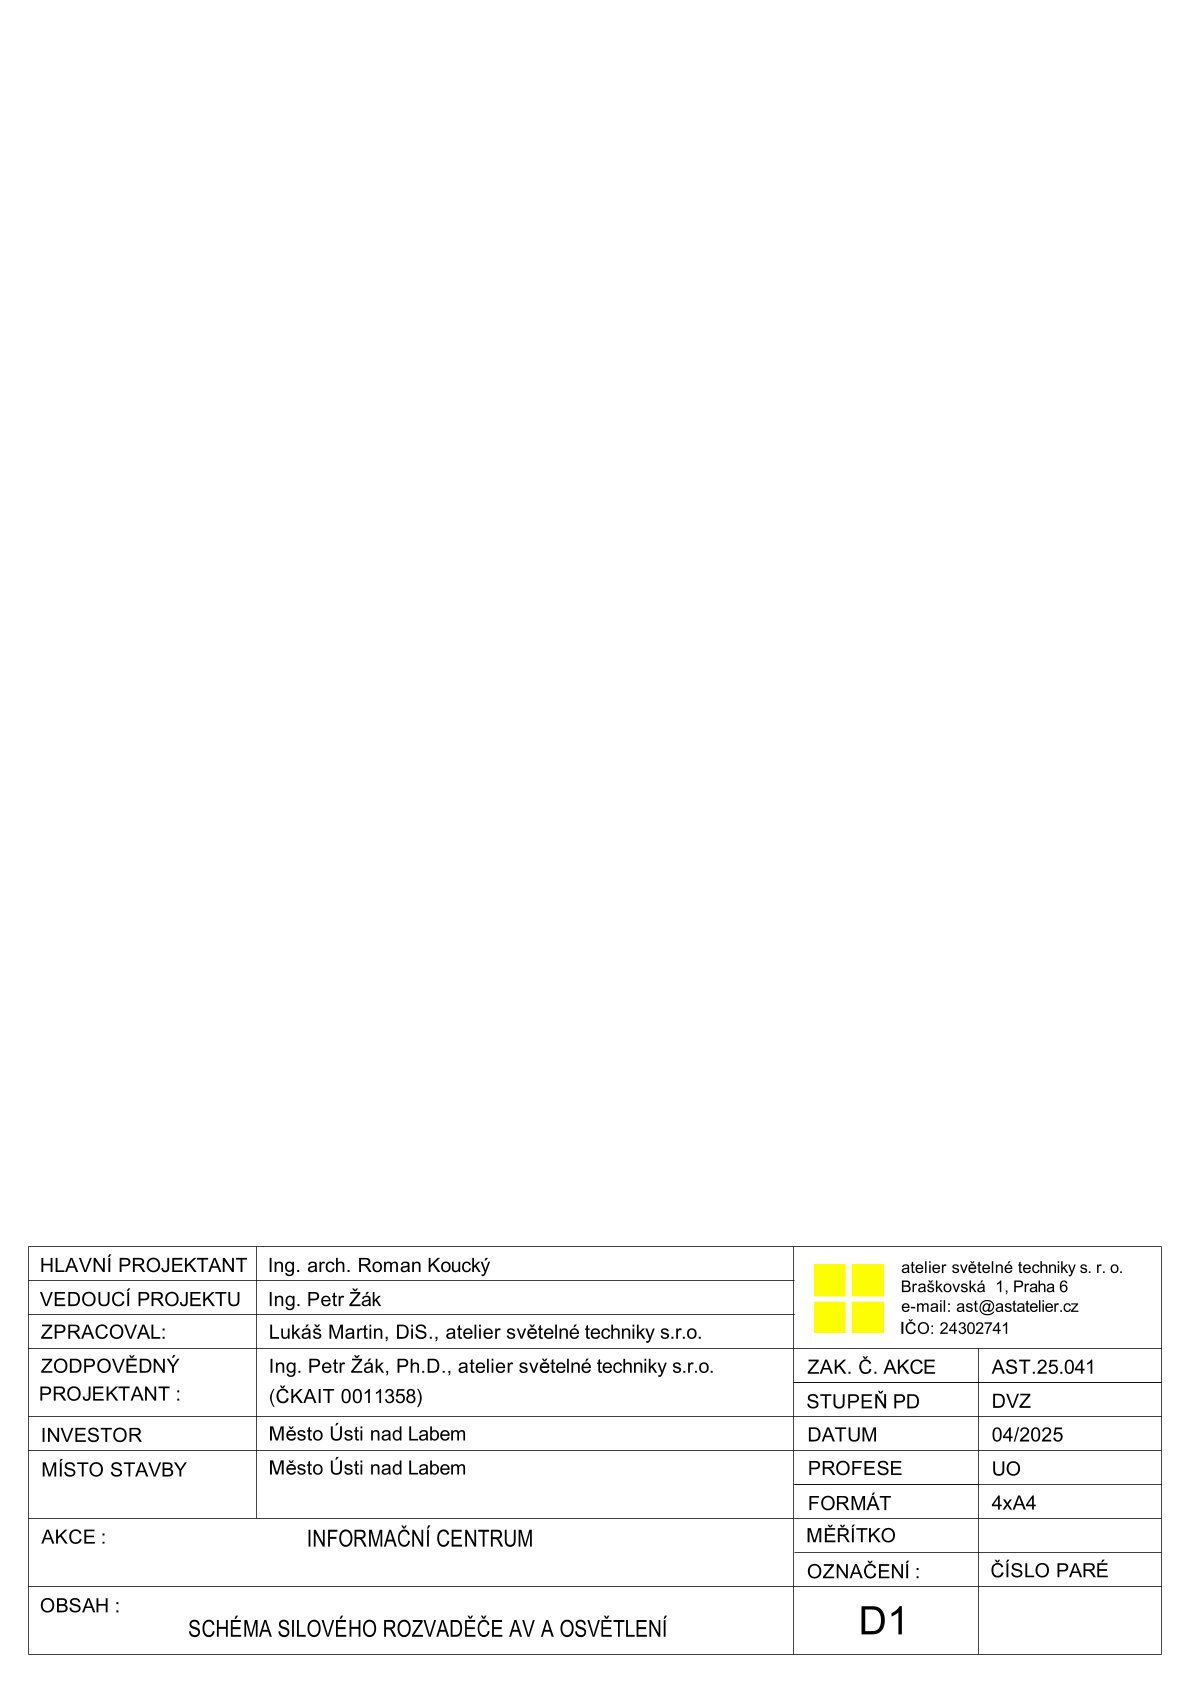 HLAVNÍ PROJEKTANT Ing. arch. Roman Koucký
VEDOUCÍ PROJEKTU Ing. Petr Žák
ZPRACOVAL: Lukáš Martin, DiS., atelier světelné techniky s.r.o.
ZODPOVĚDNÝ
PROJEKTANT :
Ing. Petr Žák, Ph.D., atelier světelné techniky s.r.o.
(ČKAIT 0011358)
INVESTOR Město Ústi nad Labem
MÍSTO STAVBY Město Ústi nad Labem
AKCE : INFORMAČNÍ CENTRUM
OBSAH :
SCHÉMA SILOVÉHO ROZVADĚČE AV A OSVĚTLENÍ
atelier světelné techniky s. r. o.
Braškovská 1, Praha 6
e-mail: ast@astatelier.cz
IČO: 24302741
ZAK. Č. AKCE AST.25.041
STUPEŇ PD DVZ
DATUM 04/2025
PROFESE UO
FORMÁT 4xA4
MĚŘÍTKO
OZNAČENÍ : ČÍSLO PARÉ
D1